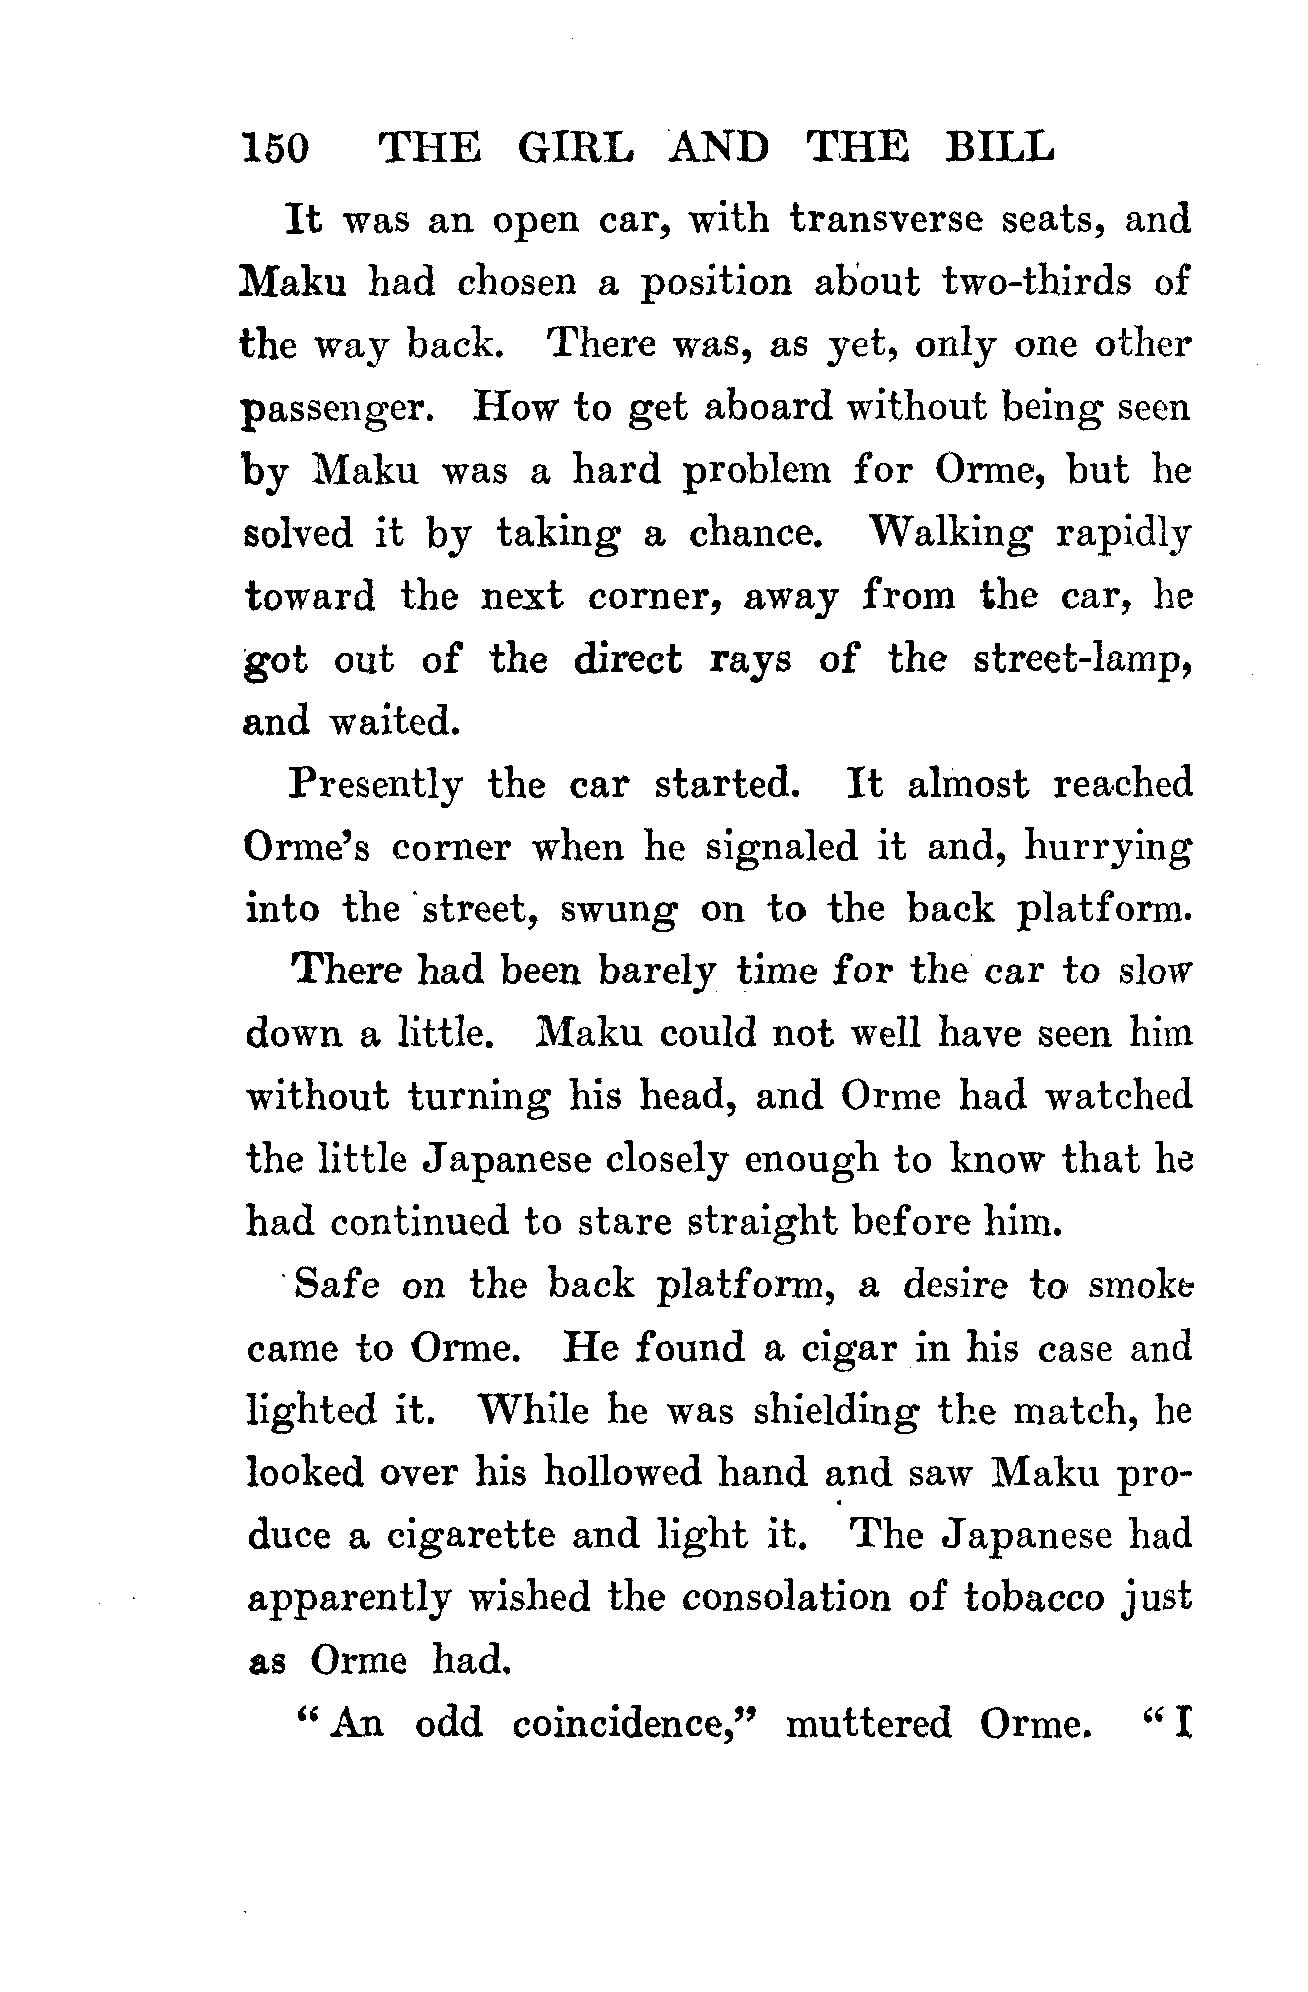 150 THE GIRL AND THE BILL
It was an open car, with transverse seats, and
Maku had chosen a position about two-thirds of
the way back. There was, as yet, only one other
passenger. How to get aboard without being seen
by Maku was a hard problem for Orme, but he
solved it by taking a chance. Walking rapidly
toward the next corner, away from the car, he
got out of the direct rays of the street-lamp,
and waited.
Presently the car started. It almost reached
Orme's corner when he signaled it and, hurrying
into the street, swung on to the back platform.
There had been barely time for the car to slow
down a little. Maku could not well have seen him
without turning his head, and Orme had watched
the little Japanese closely enough to know that he
had continued to stare straight before him.
Safe on the back platform, a desire to smoke
came to Orme. He found a cigar in his case and
lighted it. While he was shielding the match, he
looked over his hollowed hand and saw Maku pro-
duce a cigarette and light it. The Japanese had
apparently wished the consolation of tobacco just
as Orme had.
“ An odd coincidence,” muttered Orme. “ I